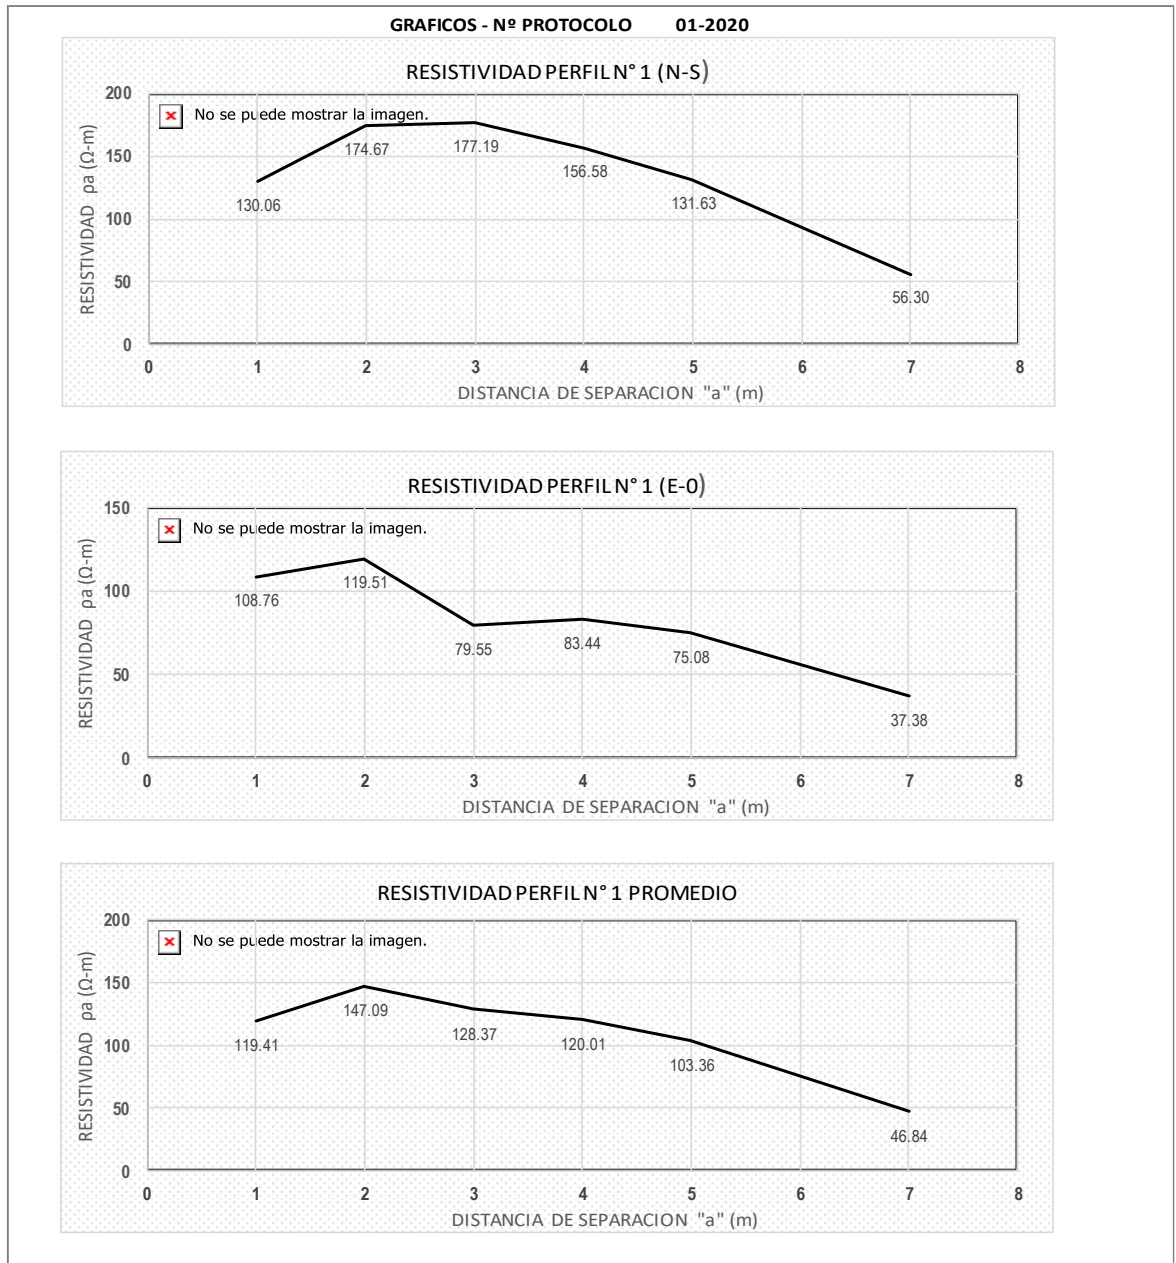 GRAFICOS - Nº PROTOCOLO 01-2020
RESISTIVIDAD PERFIL N° 1 (N-S)
No se puede mostrar la imagen.
RESISTIVIDAD ρa (Ω-m)
200
150
100
50
0
130.06
174.67
177.19
156.58
131.63
56.30
0 1 2 3 4 5 6 7 8
DISTANCIA DE SEPARACION "a" (m)
RESISTIVIDAD PERFIL N° 1 (E-0)
No se puede mostrar la imagen.
RESISTIVIDAD ρa (Ω-m)
150
100
50
0
108.76
119.51
79.55
83.44
75.08
37.38
0 1 2 3 4 5 6 7 8
DISTANCIA DE SEPARACION "a" (m)
RESISTIVIDAD PERFIL N° 1 PROMEDIO
No se puede mostrar la imagen.
RESISTIVIDAD ρa (Ω-m)
200
150
100
50
0
119.41
147.09
128.37
120.01
103.36
46.84
0 1 2 3 4 5 6 7 8
DISTANCIA DE SEPARACION "a" (m)